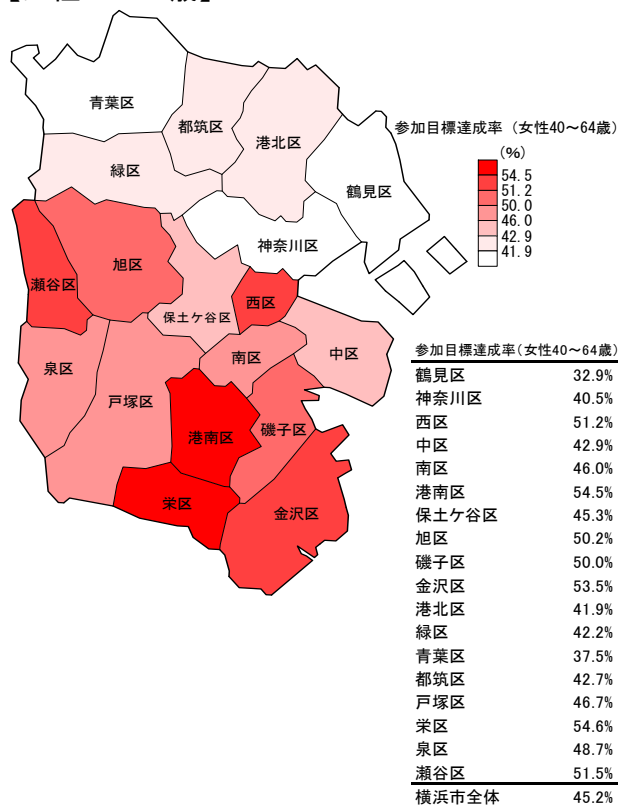 青葉区
都筑区
港北区
緑区
鶴見区
神奈川区
瀬谷区
旭区
西区
保土ケ谷区
中区
泉区
南区
戸塚区
港南区
磯子区
栄区
金沢区
参加目標達成率 (女性40～64歳)
(%)
54.5
51.2
50.0
46.0
42.9
41.9
参加目標達成率(女性40～64歳)
鶴見区 32.9%
神奈川区 40.5%
西区 51.2%
中区 42.9%
南区 46.0%
港南区 54.5%
保土ケ谷区 45.3%
旭区 50.2%
磯子区 50.0%
金沢区 53.5%
港北区 41.9%
緑区 42.2%
青葉区 37.5%
都筑区 42.7%
戸塚区 46.7%
栄区 54.6%
泉区 48.7%
瀬谷区 51.5%
横浜市全体 45.2%